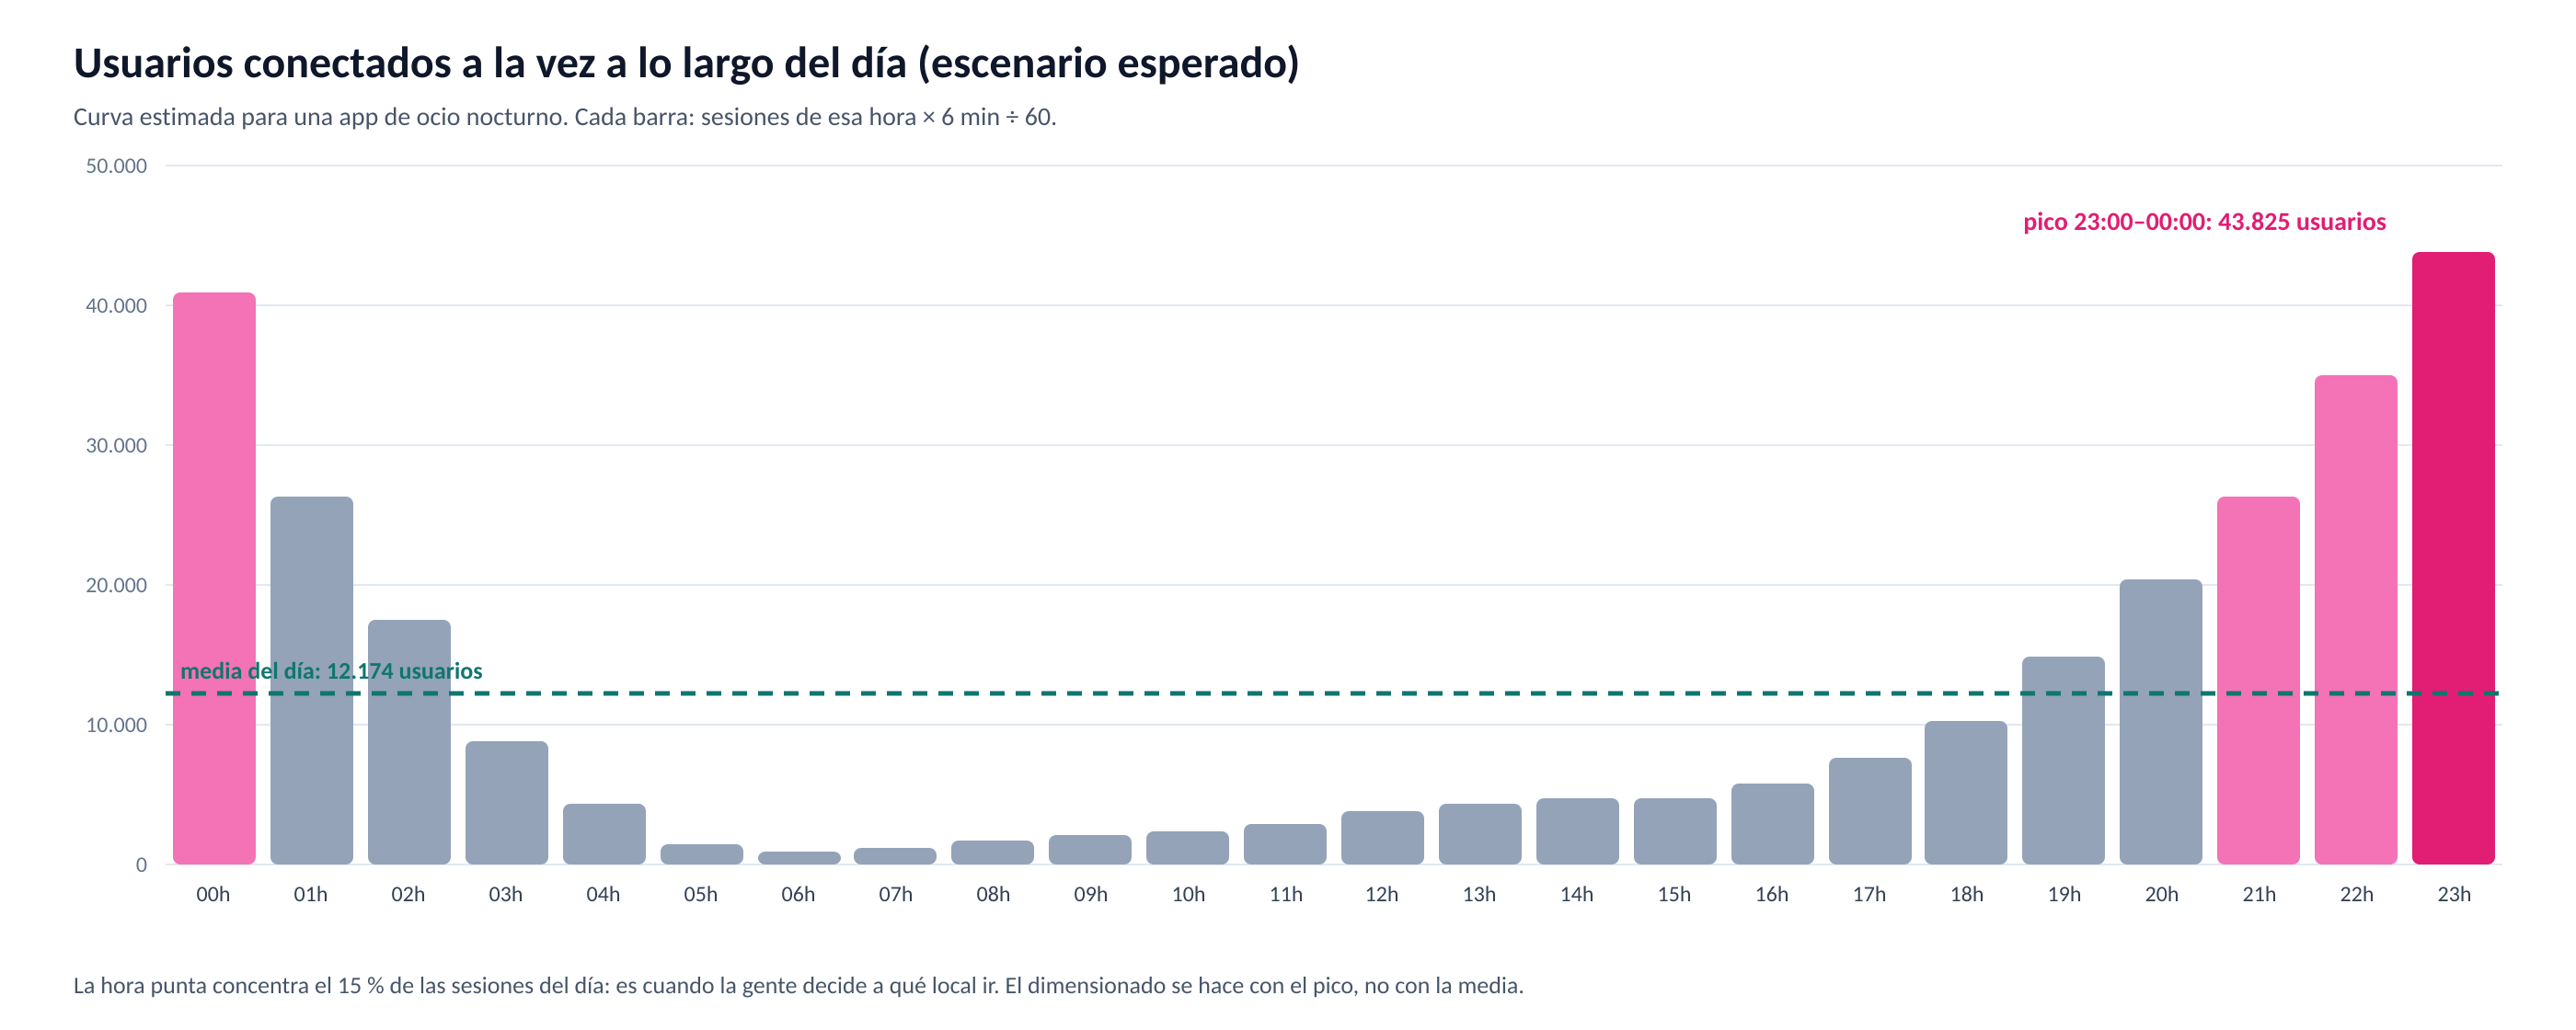 Usuarios conectados a la vez a lo largo del día (escenario esperado)
Curva estimada para una app de ocio nocturno. Cada barra: sesiones de esa hora × 6 min ÷ 60.
50.000
pico 23:00–00:00: 43.825 usuarios
40.000
30.000
20.000
media del día: 12.174 usuarios
10.000
0
00h 01h 02h 03h 04h 05h 06h 07h 08h 09h 10h 11h 12h 13h 14h 15h 16h 17h 18h 19h 20h 21h 22h 23h
La hora punta concentra el 15 % de las sesiones del día: es cuando la gente decide a qué local ir. El dimensionado se hace con el pico, no con la media.